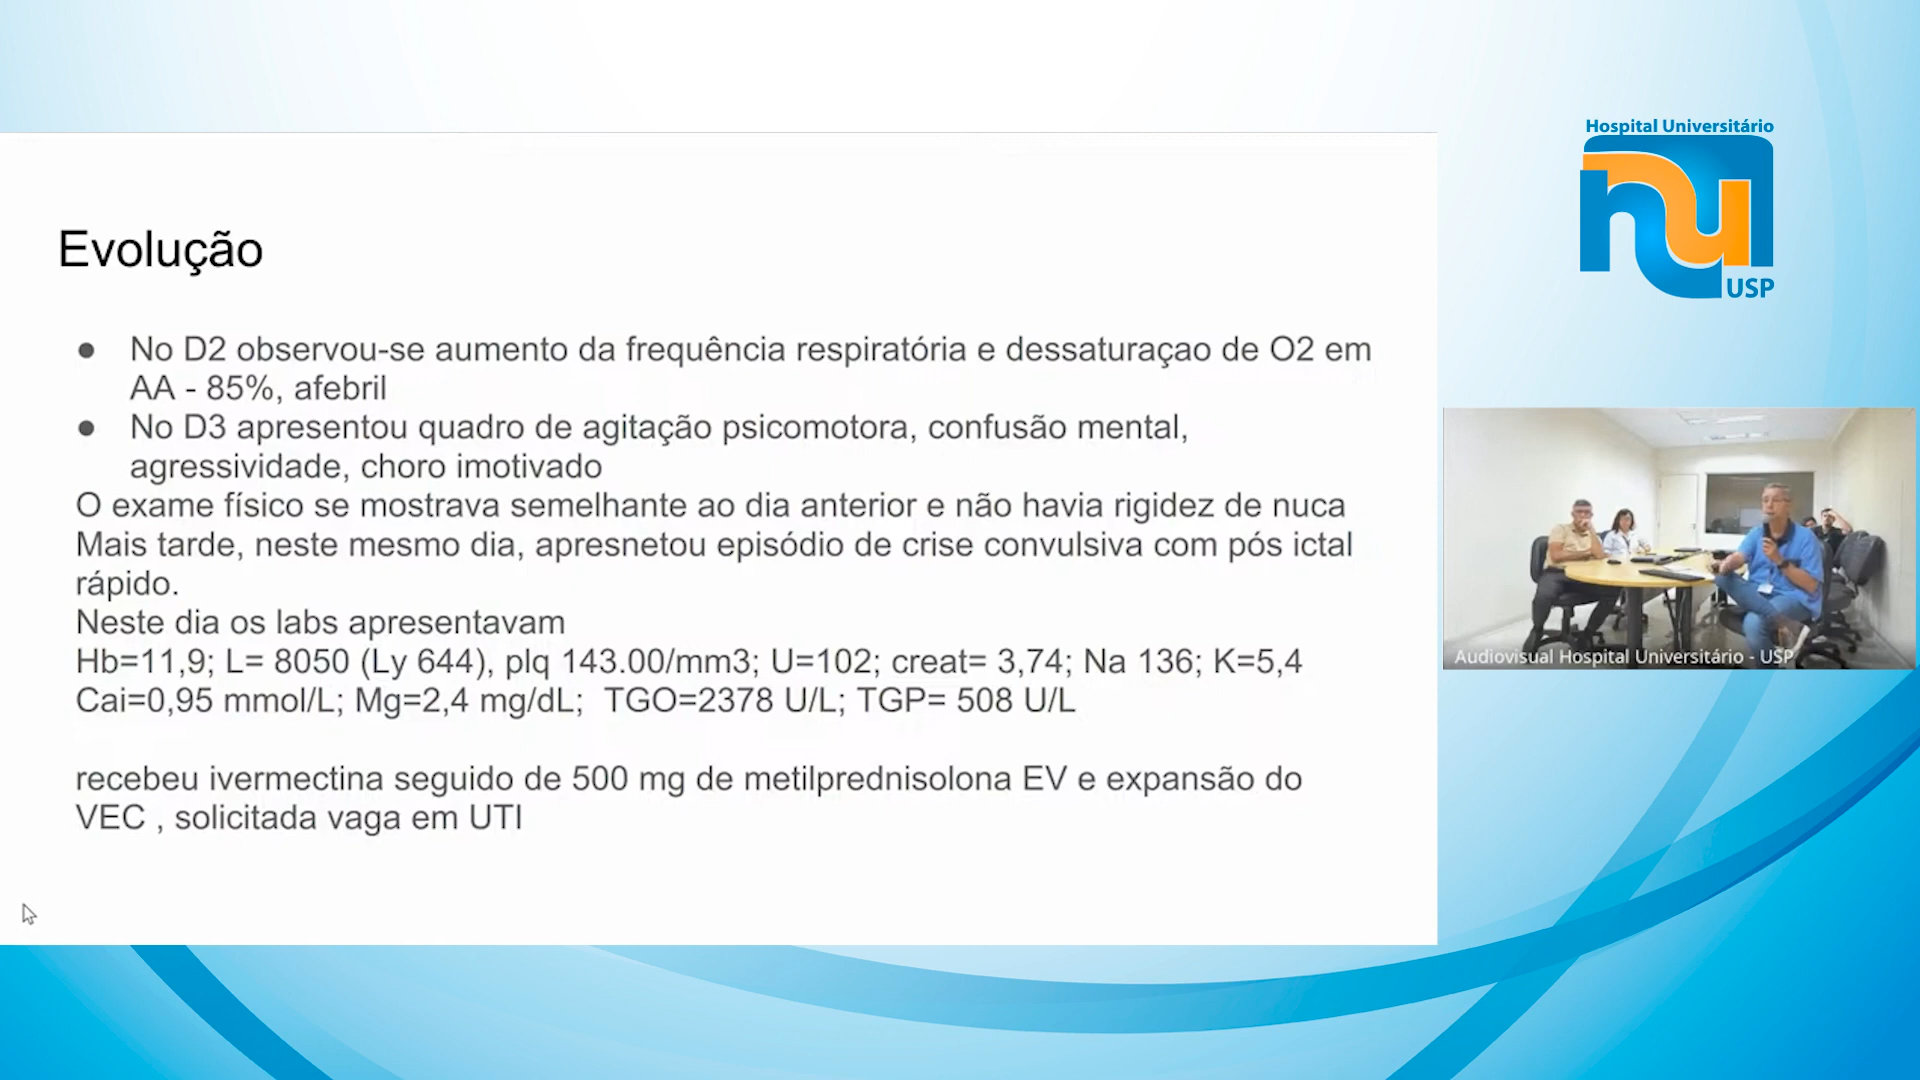 Hospital Universitário
USP
Evolução
● No D2 observou-se aumento da frequência respiratória e dessaturaçao de O2 em
AA - 85%, afebril
● No D3 apresentou quadro de agitação psicomotora, confusão mental,
agressividade, choro imotivado
O exame físico se mostrava semelhante ao dia anterior e não havia rigidez de nuca
Mais tarde, neste mesmo dia, apresnetou episódio de crise convulsiva com pós ictal
rápido.
Neste dia os labs apresentavam
Hb=11,9; L= 8050 (Ly 644), plq 143.00/mm3; U=102; creat= 3,74; Na 136; K=5,4
Cai=0,95 mmol/L; Mg=2,4 mg/dL; TGO=2378 U/L; TGP= 508 U/L
recebeu ivermectina seguido de 500 mg de metilprednisolona EV e expansão do
VEC , solicitada vaga em UTI
Audiovisual Hospital Universitário - USP